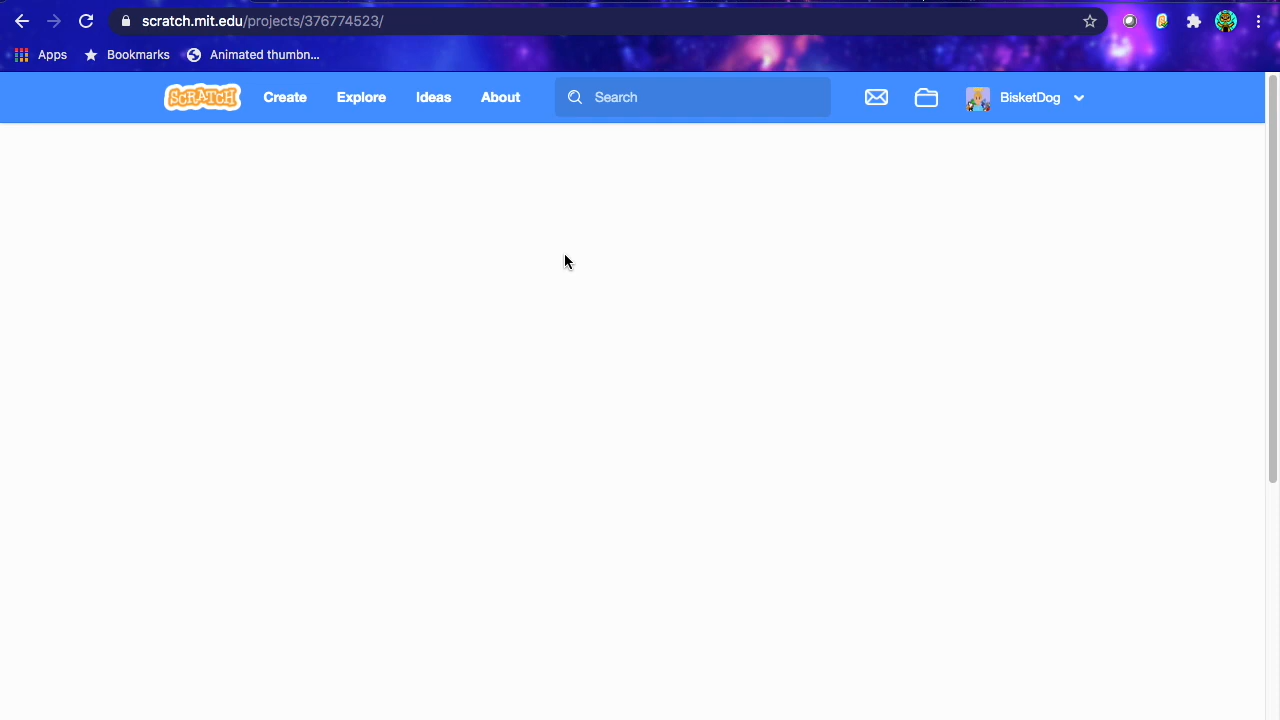 scratch.mit.edu/projects/376774523/
Apps Bookmarks Animated thumbn...
SCRATCH Create Explore Ideas About Search BisketDog